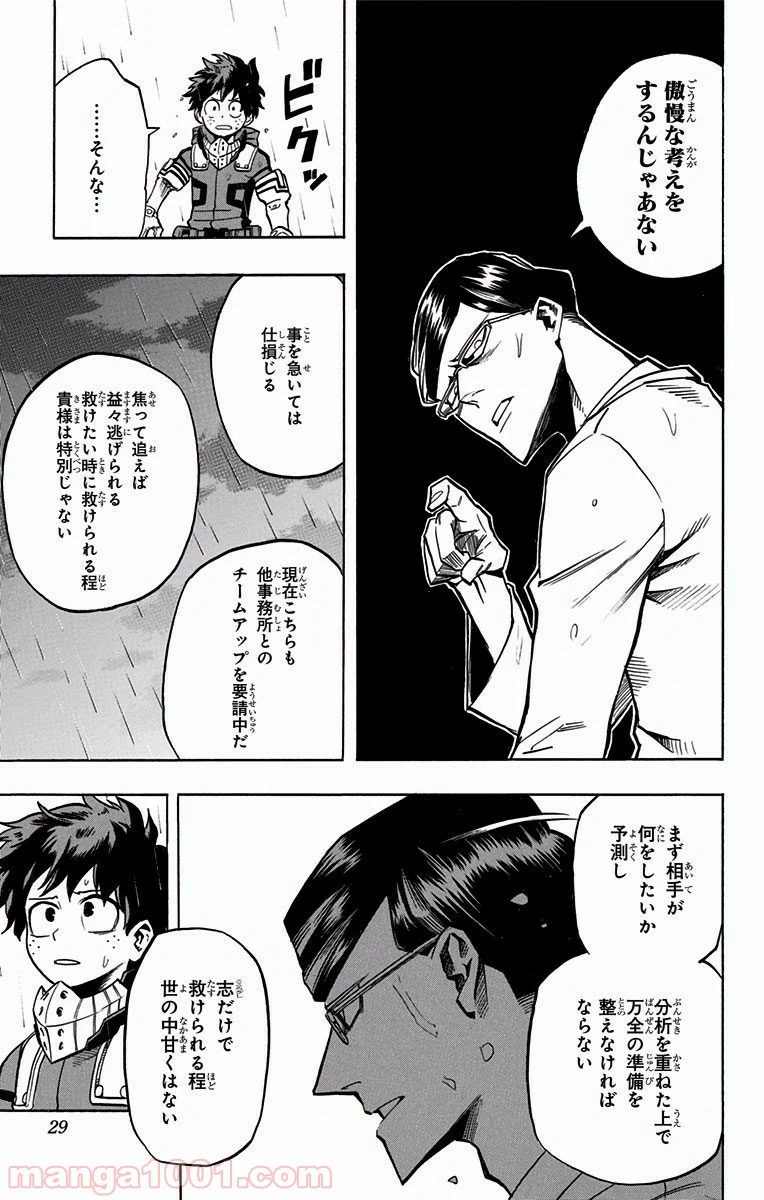 傲慢な考えを
するんじゃあない
ビクッ
……そんな…
事を急いては
仕損じる
焦って追えば
益々逃げられる
救けたい時に救けられる程
貴様は特別じゃない
現在こちらも
他事務所との
チームアップを要請中だ
まず相手が
何をしたいか
予測し
分析を重ねた上で
万全の準備を
整えなければ
ならない
志だけで
救けられる程
世の中甘くはない
29
manga1001.com